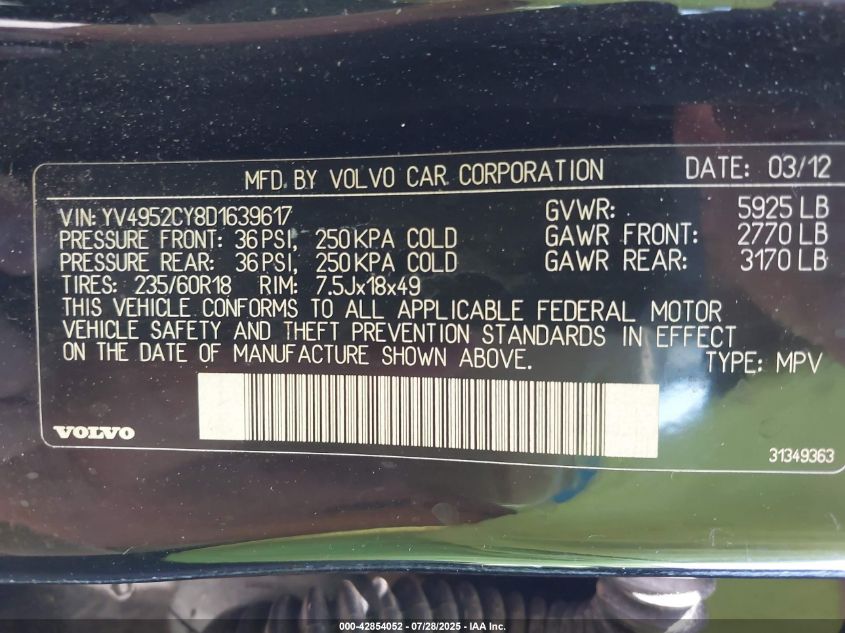 MFD. BY VOLVO CAR CORPORATION DATE: 03/12
VIN: YV4952CY8D1639617 GVWR: 5925 LB
PRESSURE FRONT: 36 PSI, 250 KPA COLD GAWR FRONT: 2770 LB
PRESSURE REAR: 36 PSI, 250 KPA COLD GAWR REAR: 3170 LB
TIRES: 235/60R18 RIM: 7.5Jx18x49
THIS VEHICLE CONFORMS TO ALL APPLICABLE FEDERAL MOTOR
VEHICLE SAFETY AND THEFT PREVENTION STANDARDS IN EFFECT
ON THE DATE OF MANUFACTURE SHOWN ABOVE. TYPE: MPV
VOLVO
31349363
000-42854052 - 07/28/2025 - IAA Inc.